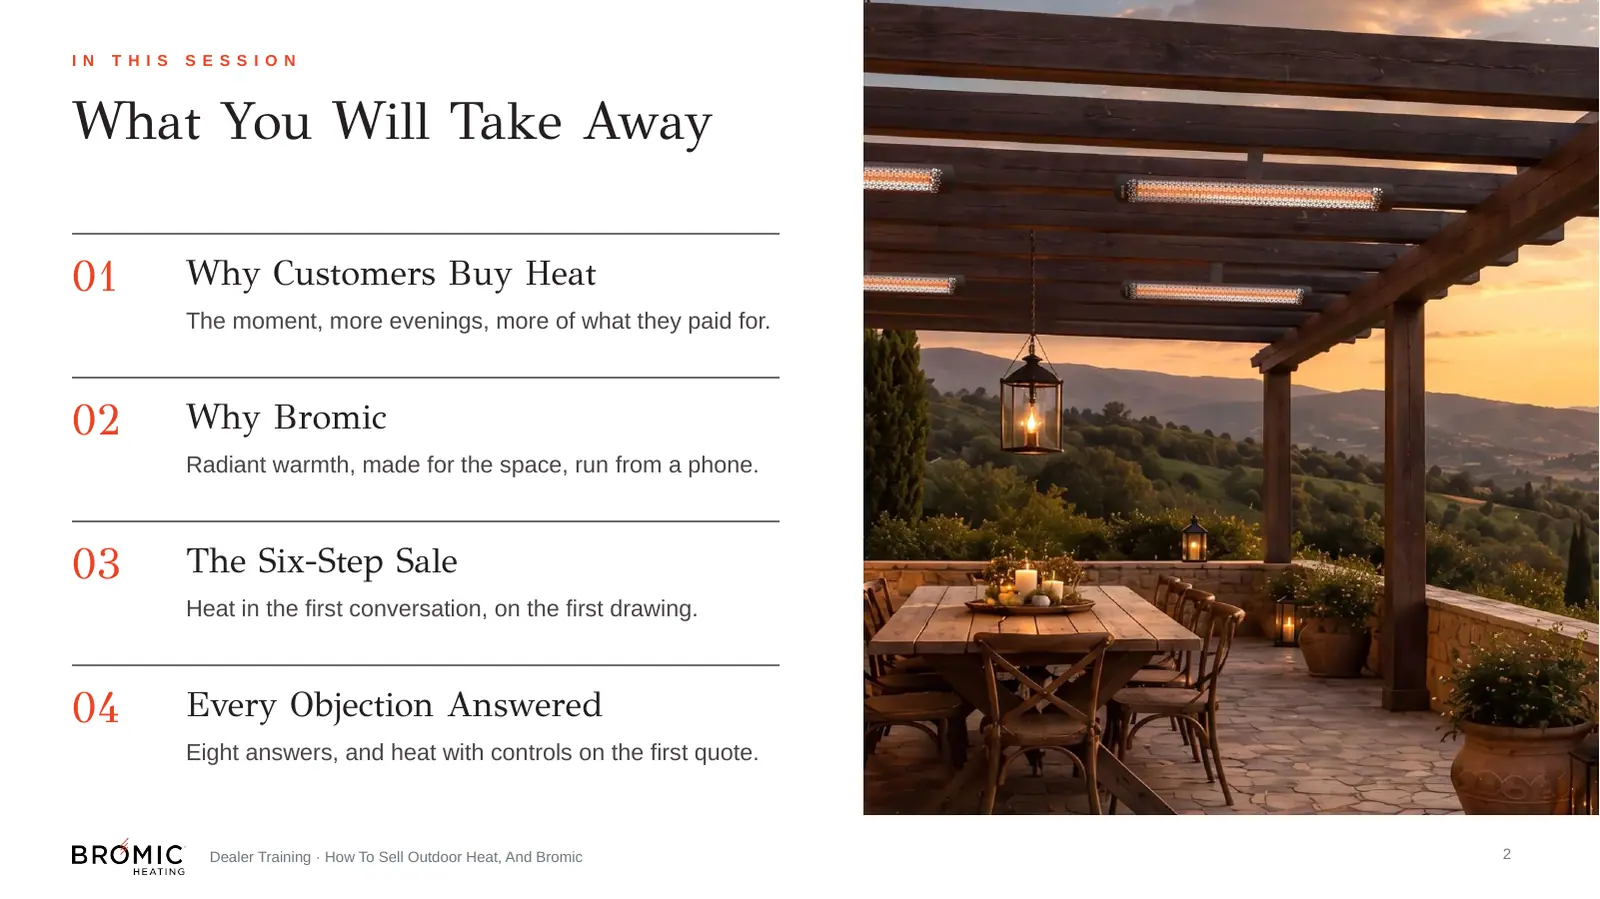 IN THIS SESSION
What You Will Take Away
01
Why Customers Buy Heat
The moment, more evenings, more of what they paid for.
02
Why Bromic
Radiant warmth, made for the space, run from a phone.
03
The Six-Step Sale
Heat in the first conversation, on the first drawing.
04
Every Objection Answered
Eight answers, and heat with controls on the first quote.
BROMIC
HEATING
Dealer Training · How To Sell Outdoor Heat, And Bromic
2